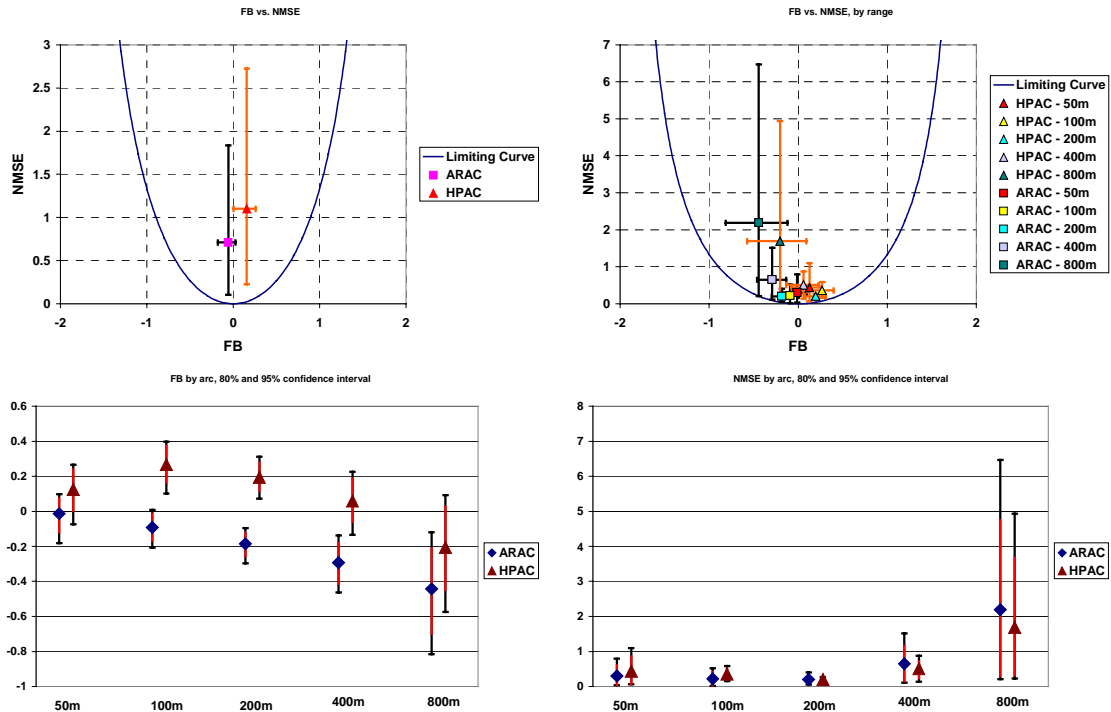 FB vs. NMSE
3
2.5
2
1.5
1
0.5
0
NMSE
-2 -1 0 1 2
FB
Limiting Curve
ARAC
HPAC
FB vs. NMSE, by range
7
6
5
4
3
2
1
0
NMSE
-2 -1 0 1 2
FB
Limiting Curve
HPAC - 50m
HPAC - 100m
HPAC - 200m
HPAC - 400m
HPAC - 800m
ARAC - 50m
ARAC - 100m
ARAC - 200m
ARAC - 400m
ARAC - 800m
FB by arc, 80% and 95% confidence interval
0.6
0.4
0.2
0
-0.2
-0.4
-0.6
-0.8
-1
50m 100m 200m 400m 800m
ARAC
HPAC
NMSE by arc, 80% and 95% confidence interval
8
7
6
5
4
3
2
1
0
50m 100m 200m 400m 800m
ARAC
HPAC